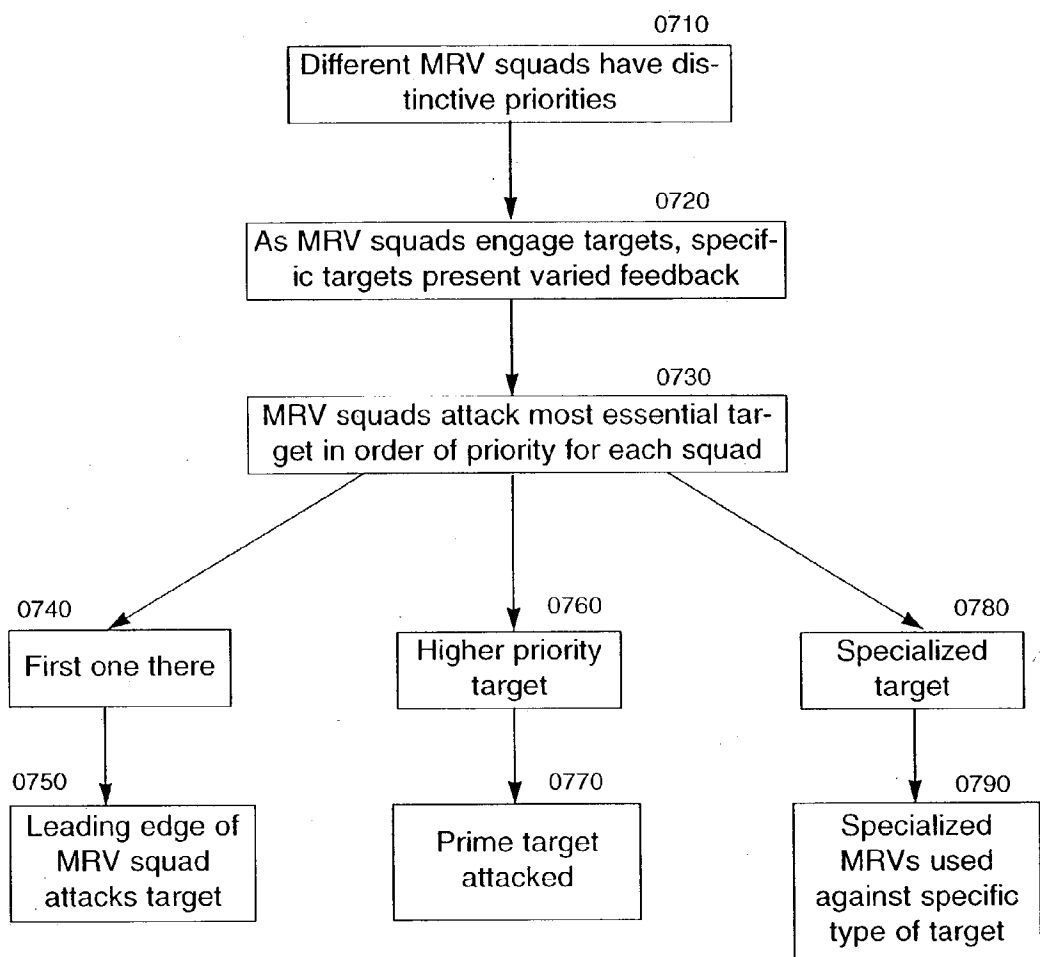 0710
Different MRV squads have dis-
tinctive priorities
0720
As MRV squads engage targets, specif-
ic targets present varied feedback
0730
MRV squads attack most essential tar-
get in order of priority for each squad
0740
First one there
0750
Leading edge of
MRV squad
attacks target
0760
Higher priority
target
0770
Prime target
attacked
0780
Specialized
target
0790
Specialized
MRVs used
against specific
type of target